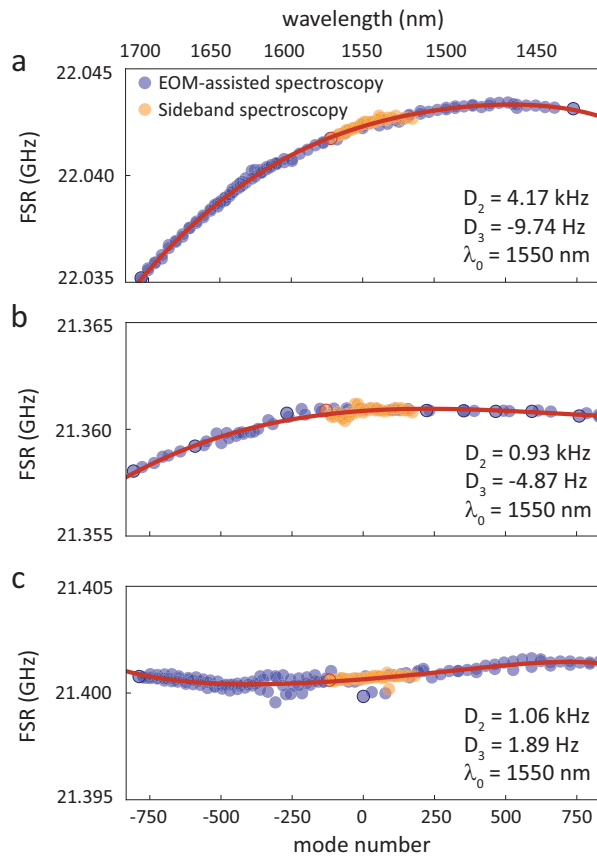 wavelength (nm)
1700 1650 1600 1550 1500 1450
a
EOM-assisted spectroscopy
Sideband spectroscopy
FSR (GHz)
22.045
22.040
22.035
D₂ = 4.17 kHz
D₃ = -9.74 Hz
λ₀ = 1550 nm
b
FSR (GHz)
21.365
21.360
21.355
D₂ = 0.93 kHz
D₃ = -4.87 Hz
λ₀ = 1550 nm
c
FSR (GHz)
21.405
21.400
21.395
D₂ = 1.06 kHz
D₃ = 1.89 Hz
λ₀ = 1550 nm
-750 -500 -250 0 250 500 750
mode number